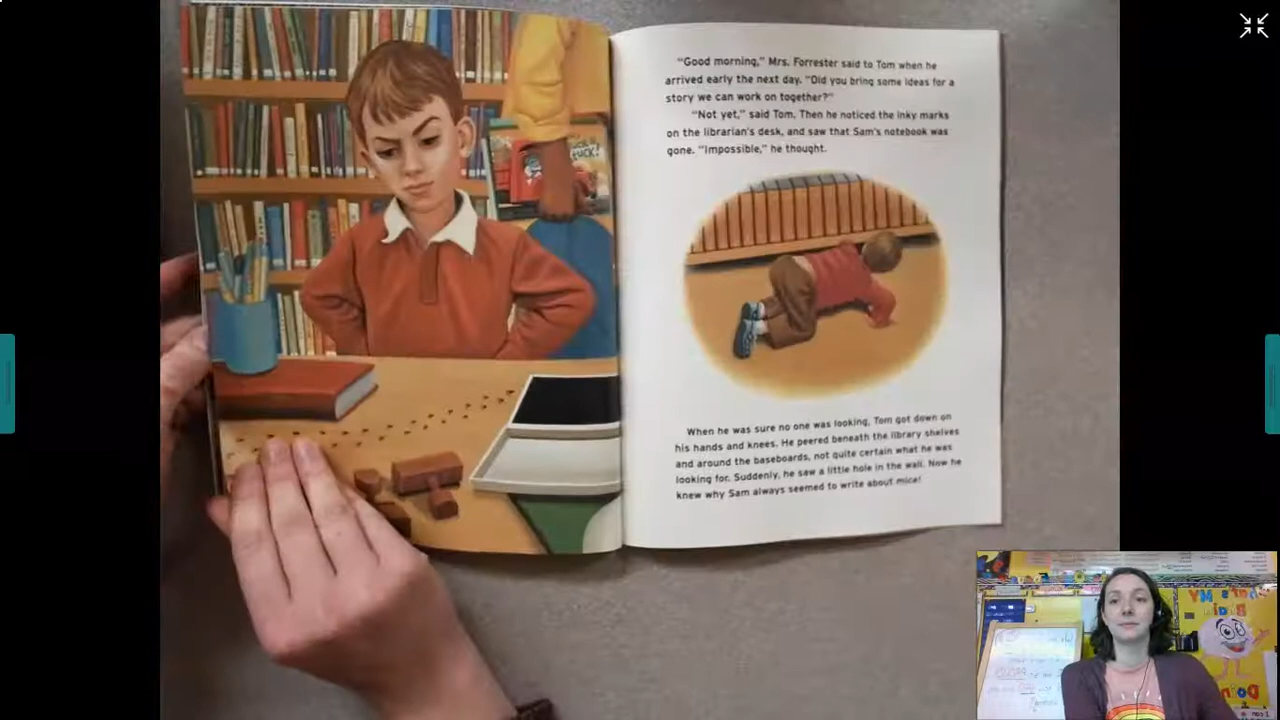 "Good morning," Mrs. Forrester said to Tom when he
arrived early the next day. "Did you bring some ideas for a
story we can work on together?"
"Not yet," said Tom. Then he noticed the inky marks
on the librarian's desk, and saw that Sam's notebook was
gone. "Impossible," he thought.
When he was sure no one was looking, Tom got down on
his hands and knees. He peered beneath the library shelves
and around the baseboards, not quite certain what he was
looking for. Suddenly, he saw a little hole in the wall. Now he
knew why Sam always seemed to write about mice!